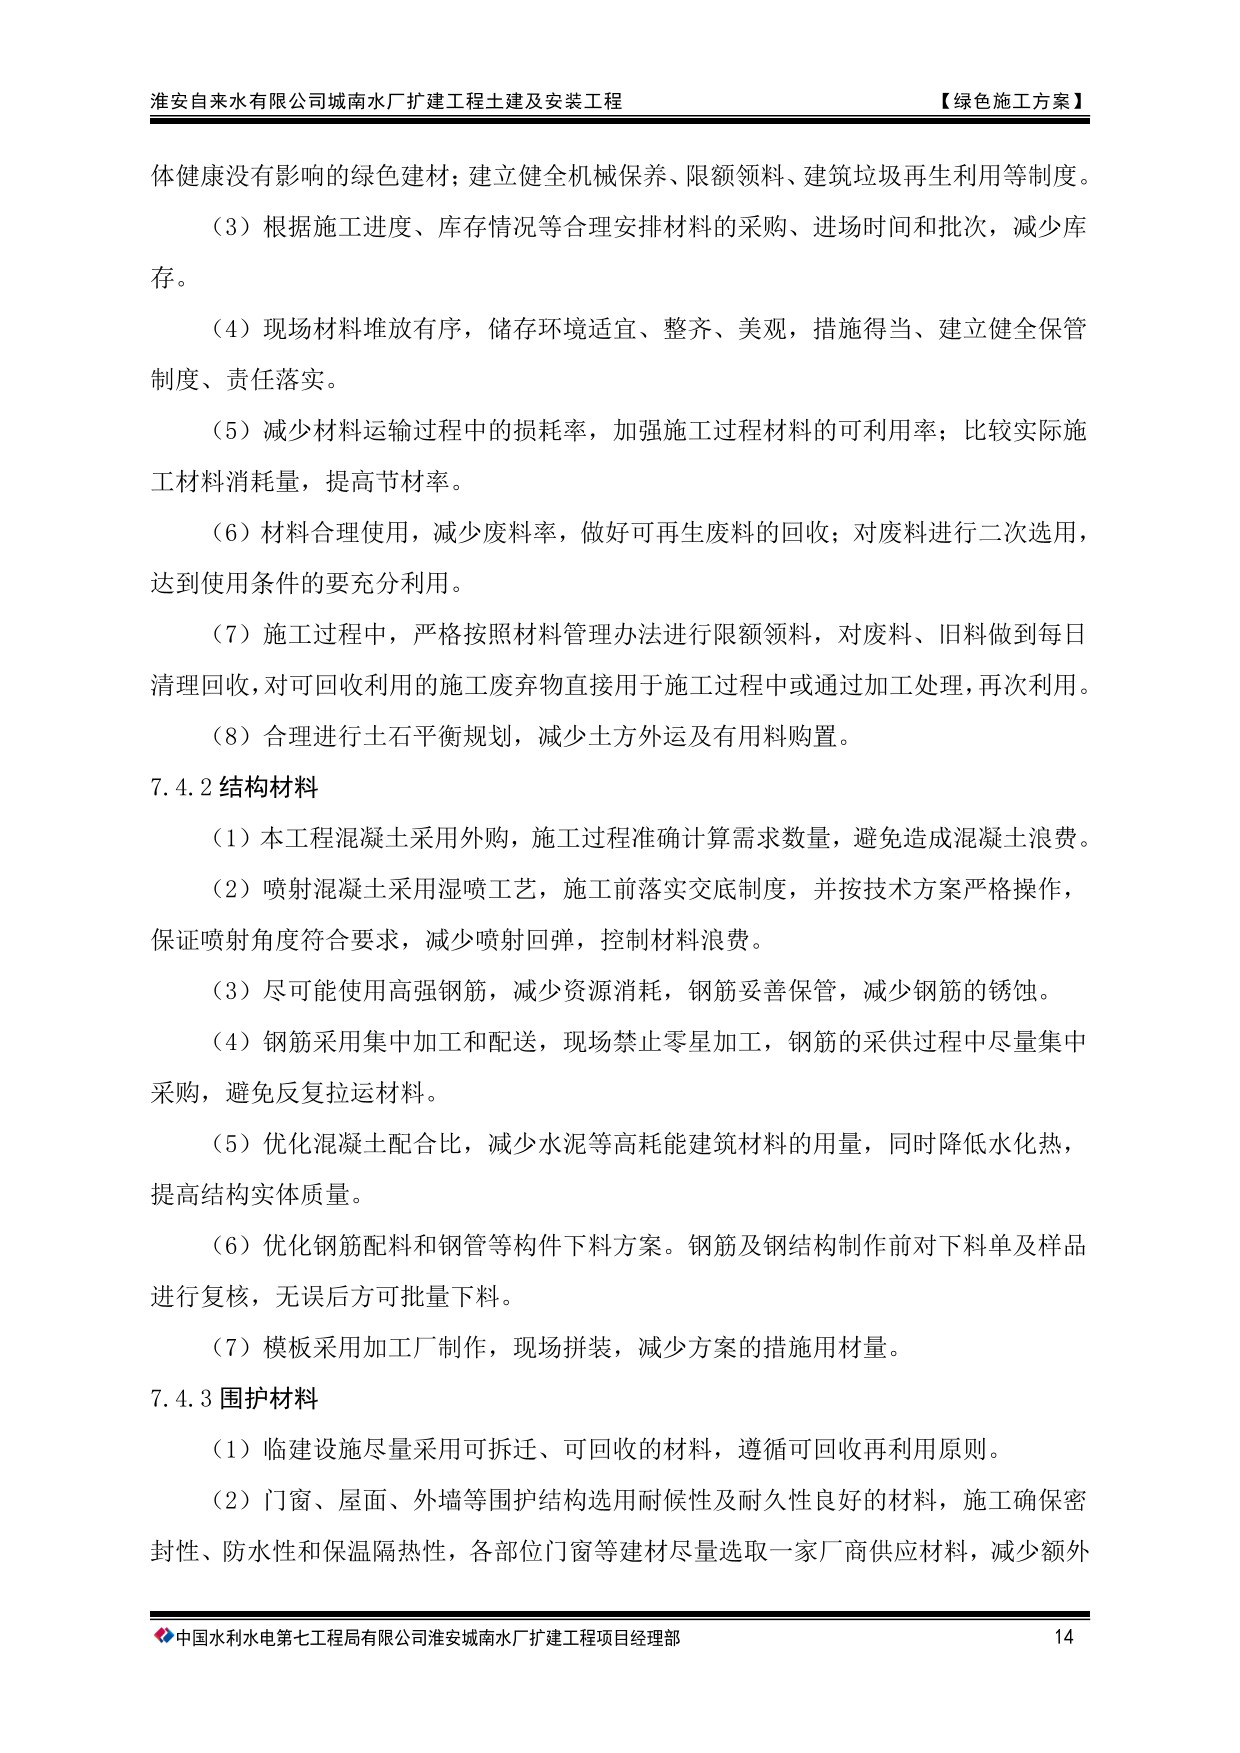 淮安自来水有限公司城南水厂扩建工程土建及安装工程 【绿色施工方案】
体健康没有影响的绿色建材；建立健全机械保养、限额领料、建筑垃圾再生利用等制度。
（3）根据施工进度、库存情况等合理安排材料的采购、进场时间和批次，减少库
存。
（4）现场材料堆放有序，储存环境适宜、整齐、美观，措施得当、建立健全保管
制度、责任落实。
（5）减少材料运输过程中的损耗率，加强施工过程材料的可利用率；比较实际施
工材料消耗量，提高节材率。
（6）材料合理使用，减少废料率，做好可再生废料的回收；对废料进行二次选用，
达到使用条件的要充分利用。
（7）施工过程中，严格按照材料管理办法进行限额领料，对废料、旧料做到每日
清理回收，对可回收利用的施工废弃物直接用于施工过程中或通过加工处理，再次利用。
（8）合理进行土石平衡规划，减少土方外运及有用料购置。
7.4.2 结构材料
（1）本工程混凝土采用外购，施工过程准确计算需求数量，避免造成混凝土浪费。
（2）喷射混凝土采用湿喷工艺，施工前落实交底制度，并按技术方案严格操作，
保证喷射角度符合要求，减少喷射回弹，控制材料浪费。
（3）尽可能使用高强钢筋，减少资源消耗，钢筋妥善保管，减少钢筋的锈蚀。
（4）钢筋采用集中加工和配送，现场禁止零星加工，钢筋的采供过程中尽量集中
采购，避免反复拉运材料。
（5）优化混凝土配合比，减少水泥等高耗能建筑材料的用量，同时降低水化热，
提高结构实体质量。
（6）优化钢筋配料和钢管等构件下料方案。钢筋及钢结构制作前对下料单及样品
进行复核，无误后方可批量下料。
（7）模板采用加工厂制作，现场拼装，减少方案的措施用材量。
7.4.3 围护材料
（1）临建设施尽量采用可拆迁、可回收的材料，遵循可回收再利用原则。
（2）门窗、屋面、外墙等围护结构选用耐候性及耐久性良好的材料，施工确保密
封性、防水性和保温隔热性，各部位门窗等建材尽量选取一家厂商供应材料，减少额外
中国水利水电第七工程局有限公司淮安城南水厂扩建工程项目经理部 14